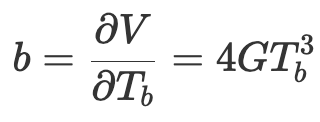 b = ∂V/∂T_b = 4GT_b^3